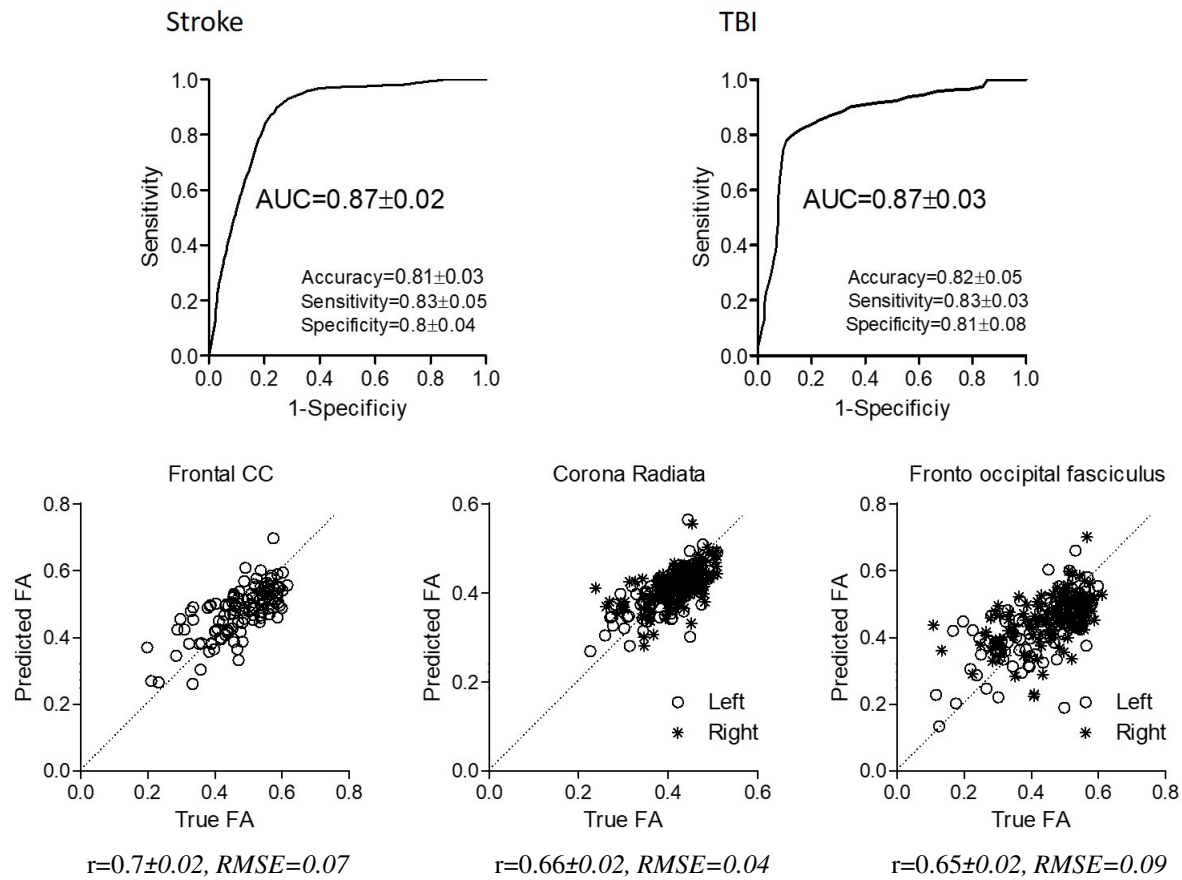 Stroke
TBI
Sensitivity
1.0
0.8
0.6
0.4
0.2
0.0
AUC=0.87±0.02
Accuracy=0.81±0.03
Sensitivity=0.83±0.05
Specificity=0.8±0.04
0.0 0.2 0.4 0.6 0.8 1.0
1-Specificiy
Sensitivity
1.0
0.8
0.6
0.4
0.2
0.0
AUC=0.87±0.03
Accuracy=0.82±0.05
Sensitivity=0.83±0.03
Specificity=0.81±0.08
0.0 0.2 0.4 0.6 0.8 1.0
1-Specificiy
Frontal CC
Predicted FA
0.8
0.6
0.4
0.2
0.0
0.0 0.2 0.4 0.6 0.8
True FA
r=0.7±0.02, RMSE=0.07
Corona Radiata
Predicted FA
0.6
0.4
0.2
0.0
Left
Right
0.0 0.2 0.4 0.6
True FA
r=0.66±0.02, RMSE=0.04
Fronto occipital fasciculus
Predicted FA
0.8
0.6
0.4
0.2
0.0
Left
Right
0.0 0.2 0.4 0.6 0.8
True FA
r=0.65±0.02, RMSE=0.09